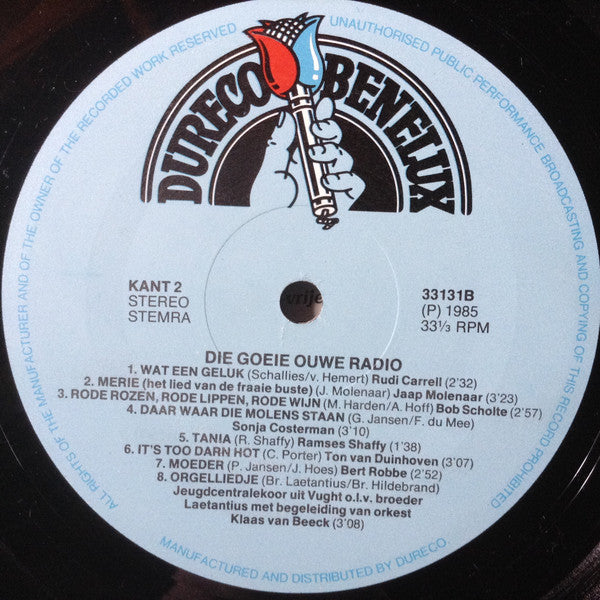 ALL RIGHTS OF THE MANUFACTURER AND OF THE OWNER OF THE RECORDED WORK RESERVED
UNAUTHORISED PUBLIC PERFORMANCE BROADCASTING AND COPYING OF THIS RECORD PROHIBITED
DURECO BENELUX
KANT 2
STEREO
STEMRA
vrije
33131B
(P) 1985
33⅓ RPM
DIE GOEIE OUWE RADIO
1. WAT EEN GELUK (Schallies/v. Hemert) Rudi Carrell (2'32)
2. MERIE (het lied van de fraaie buste) (J. Molenaar) Jaap Molenaar (3'23)
3. RODE ROZEN, RODE LIPPEN, RODE WIJN (M. Harden/A. Hoff) Bob Scholte (2'57)
4. DAAR WAAR DIE MOLENS STAAN (G. Jansen/F. du Mee)
Sonja Costerman (3'10)
5. TANIA (R. Shaffy) Ramses Shaffy (1'38)
6. IT'S TOO DARN HOT (C. Porter) Ton van Duinhoven (3'07)
7. MOEDER (P. Jansen/J. Hoes) Bert Robbe (2'52)
8. ORGELLIEDJE (Br. Laetantius/Br. Hildebrand)
Jeugdcentralekoor uit Vught o.l.v. broeder
Laetantius met begeleiding van orkest
Klaas van Beeck (3'08)
MANUFACTURED AND DISTRIBUTED BY DURECO.